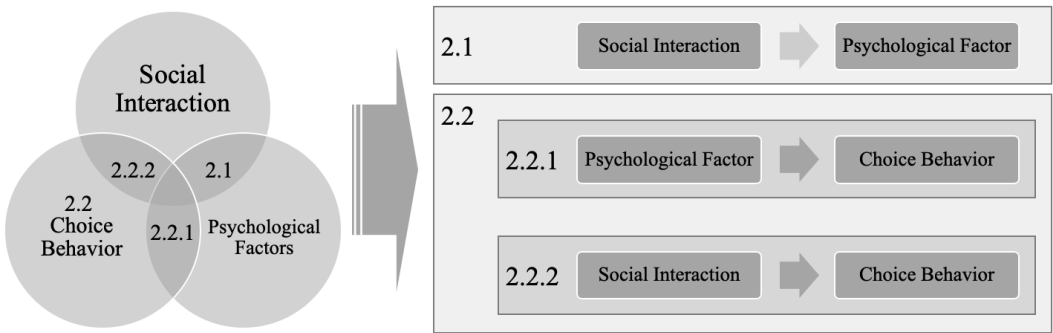 Social
Interaction
2.2.2
2.1
2.2
Choice
Behavior
2.2.1
Psychological
Factors
2.1
Social Interaction
Psychological Factor
2.2
2.2.1
Psychological Factor
Choice Behavior
2.2.2
Social Interaction
Choice Behavior